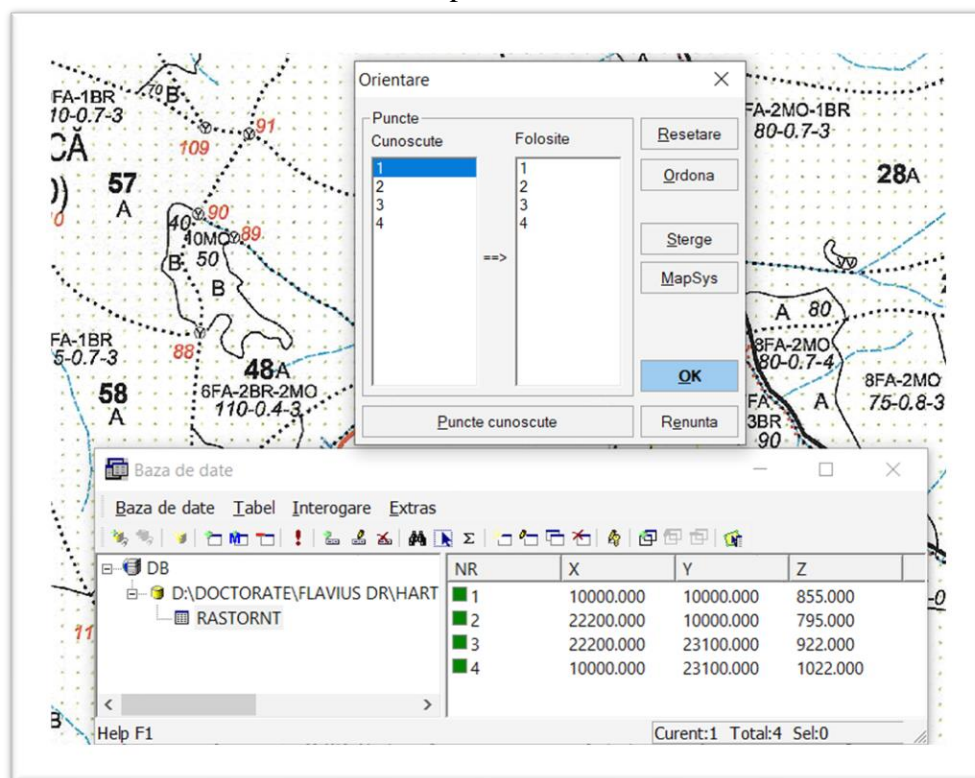 Orientare
Puncte
Cunoscute
Folosite
1
2
3
4
==>
1
2
3
4
Resetare
Ordona
Sterge
MapSys
OK
Puncte cunoscute
Renunta
FA-1BR
10-0.7-3
CĂ
57
A
70
B
109
91
90
40
10MO
89
B
50
B
88
FA-1BR
5-0.7-3
58
A
48A
6FA-2BR-2MO
110-0.4-3
FA-2MO-1BR
80-0.7-3
28A
A 80
8FA-2MO
80-0.7-4
8FA-2MO
A
75-0.8-3
FA
3BR
90
11
B
Baza de date
Baza de date Tabel Interogare Extras
DB
D:\DOCTORATE\FLAVIUS DR\HART
RASTORNT
NR X Y Z
1 10000.000 10000.000 855.000
2 22200.000 10000.000 795.000
3 22200.000 23100.000 922.000
4 10000.000 23100.000 1022.000
Help F1
Curent:1 Total:4 Sel:0